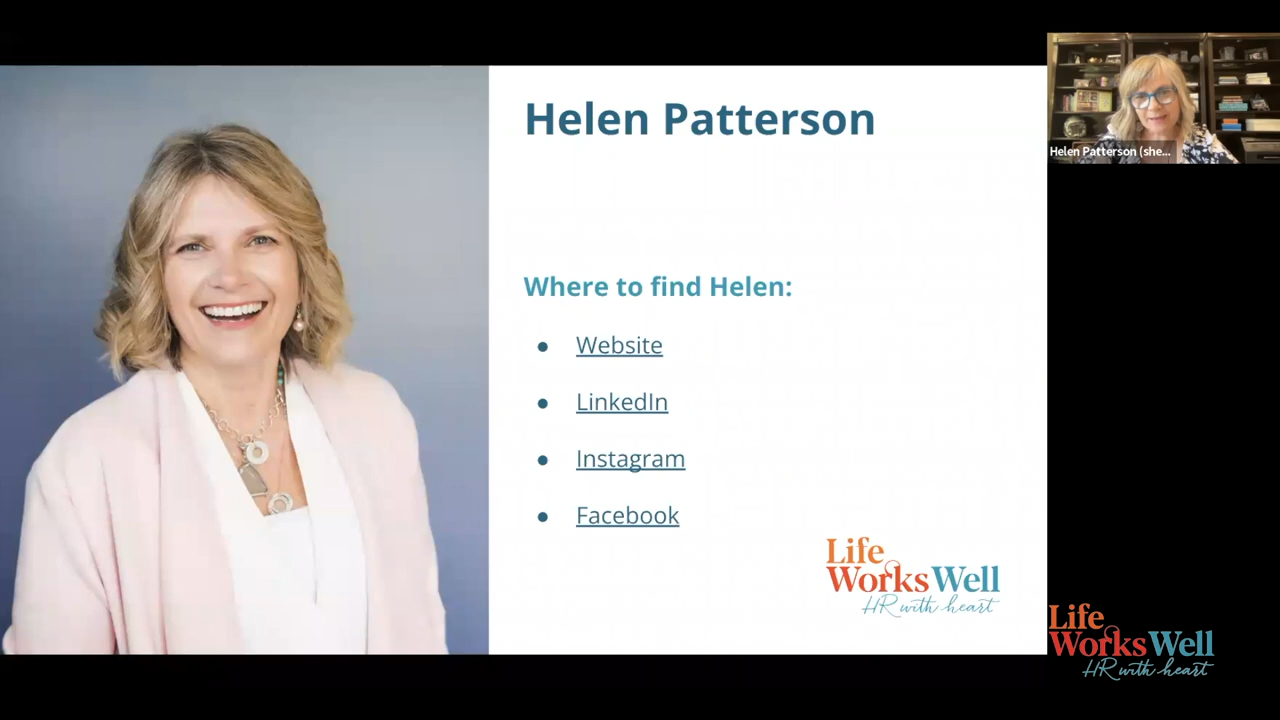 Helen Patterson
Where to find Helen:
● Website
● LinkedIn
● Instagram
● Facebook
Life
Works Well
HR with heart
Helen Patterson (she...
Life
Works Well
HR with heart